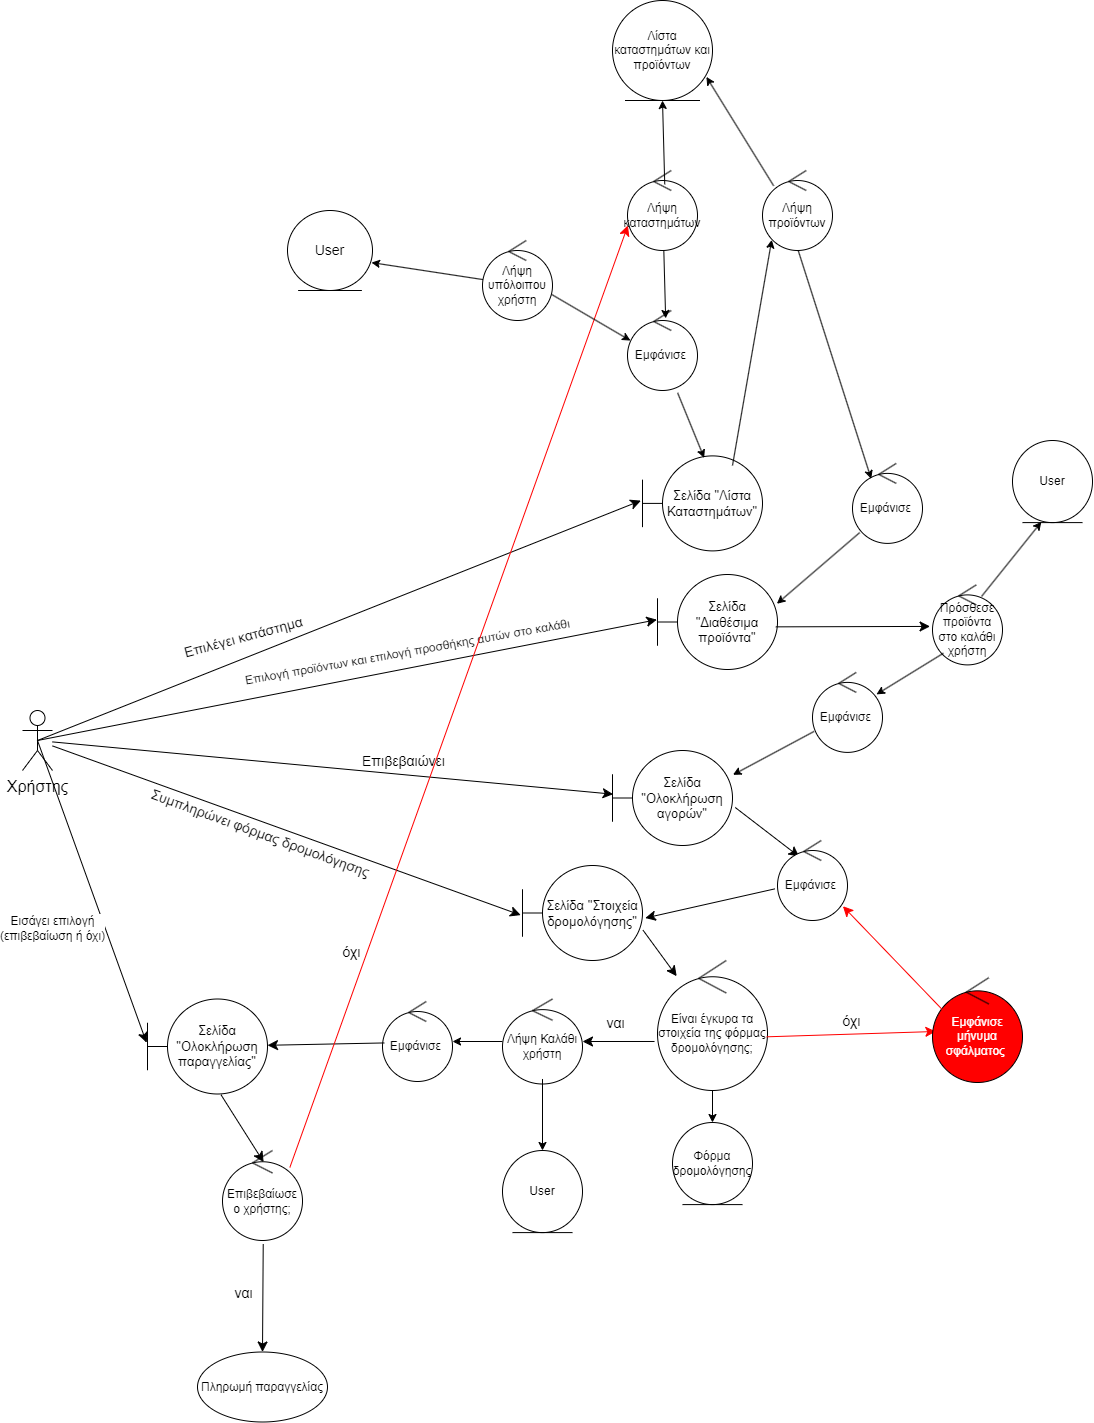 Λίστα
καταστημάτων και
προϊόντων
Λήψη
καταστημάτων
Λήψη
προϊόντων
User
Λήψη
υπόλοιπου
χρήστη
Εμφάνισε
Σελίδα "Λίστα
Καταστημάτων"
Εμφάνισε
User
Επιλέγει κατάστημα
Σελίδα
"Διαθέσιμα
προϊόντα"
Πρόσθεσε
προϊόντα
στο καλάθι
χρήστη
Επιλογή προϊόντων και επιλογή προσθήκης αυτών στο καλάθι
Εμφάνισε
Χρήστης
Επιβεβαιώνει
Σελίδα
"Ολοκλήρωση
αγορών"
Συμπληρώνει φόρμας δρομολόγησης
Εμφάνισε
Σελίδα "Στοιχεία
δρομολόγησης"
Εισάγει επιλογή
(επιβεβαίωση ή όχι)
όχι
Σελίδα
"Ολοκλήρωση
παραγγελίας"
Εμφάνισε
Λήψη Καλάθι
χρήστη
ναι
Είναι έγκυρα τα
στοιχεία της φόρμας
δρομολόγησης;
όχι
Εμφάνισε
μήνυμα
σφάλματος
Φόρμα
δρομολόγησης
User
Επιβεβαίωσε
ο χρήστης;
ναι
Πληρωμή παραγγελίας